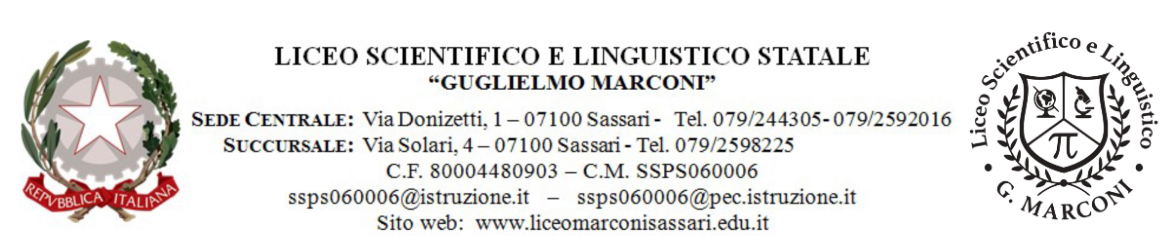 LICEO SCIENTIFICO E LINGUISTICO STATALE
“GUGLIELMO MARCONI”
SEDE CENTRALE: Via Donizetti, 1 – 07100 Sassari - Tel. 079/244305- 079/2592016
SUCCURSALE: Via Solari, 4 – 07100 Sassari - Tel. 079/2598225
C.F. 80004480903 – C.M. SSPS060006
ssps060006@istruzione.it – ssps060006@pec.istruzione.it
Sito web: www.liceomarconisassari.edu.it
REPVBBLICA ITALIANA
Liceo Scientifico e Linguistico
π
• G. MARCONI •